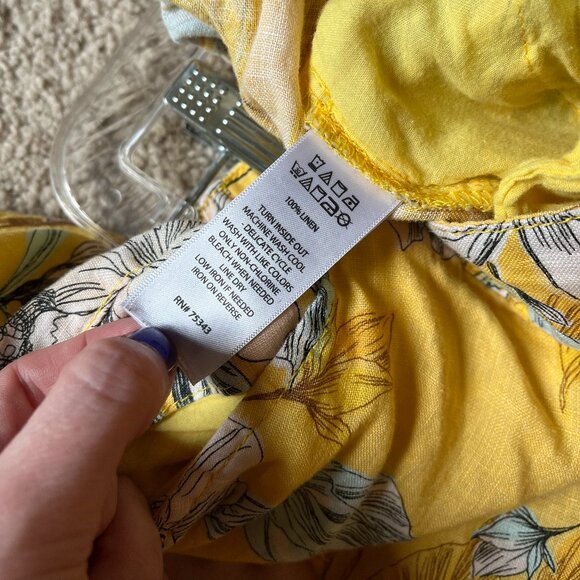 100% LINEN
TURN INSIDE OUT
MACHINE WASH COOL
-DELICATE CYCLE
WASH WITH LIKE COLORS
ONLY NON-CHLORINE
BLEACH WHEN NEEDED
LINE DRY
LOW IRON IF NEEDED
IRON ON REVERSE
RN# 75343